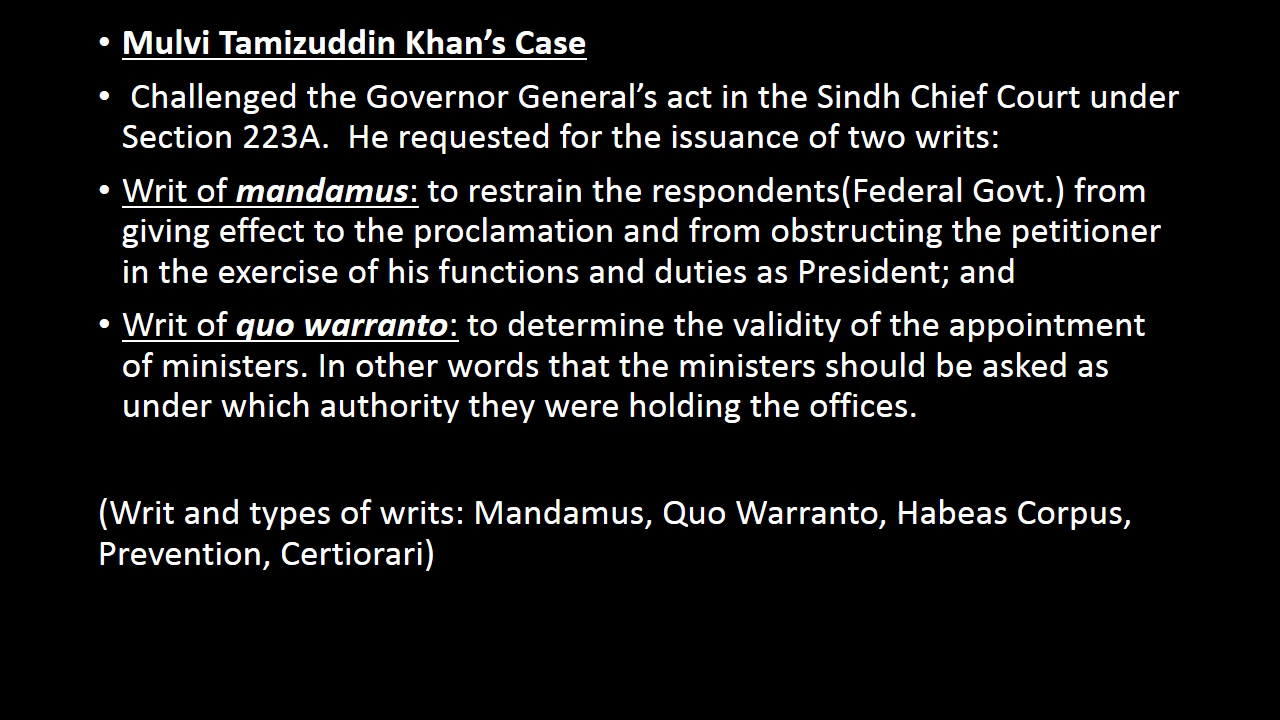 • Mulvi Tamizuddin Khan’s Case
• Challenged the Governor General’s act in the Sindh Chief Court under
Section 223A. He requested for the issuance of two writs:
• Writ of mandamus: to restrain the respondents(Federal Govt.) from
giving effect to the proclamation and from obstructing the petitioner
in the exercise of his functions and duties as President; and
• Writ of quo warranto: to determine the validity of the appointment
of ministers. In other words that the ministers should be asked as
under which authority they were holding the offices.
(Writ and types of writs: Mandamus, Quo Warranto, Habeas Corpus,
Prevention, Certiorari)